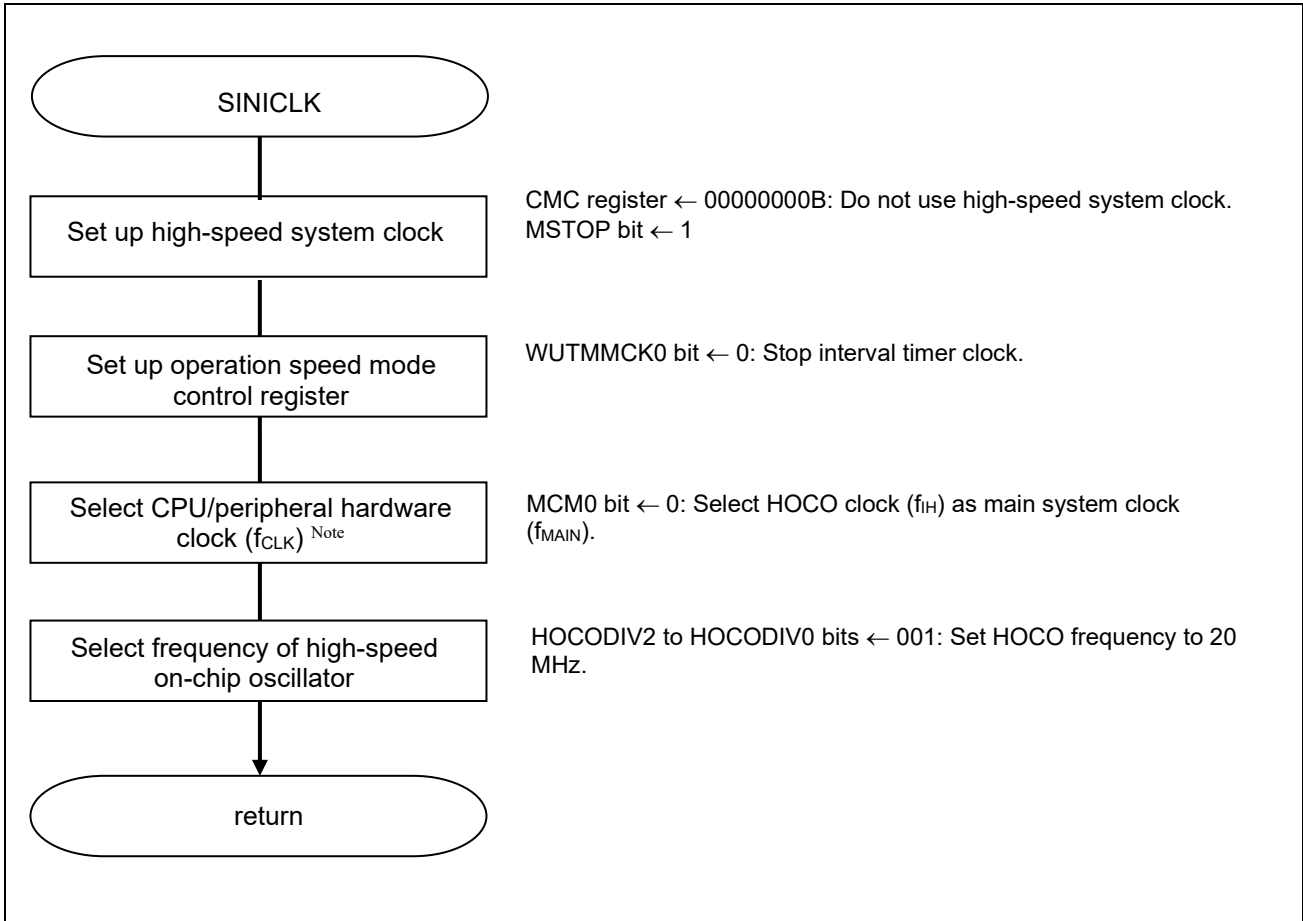 SINICLK
Set up high-speed system clock
CMC register ← 00000000B: Do not use high-speed system clock.
MSTOP bit ← 1
Set up operation speed mode
control register
WUTMMCK0 bit ← 0: Stop interval timer clock.
Select CPU/peripheral hardware
clock (fCLK) Note
MCM0 bit ← 0: Select HOCO clock (fIH) as main system clock
(fMAIN).
Select frequency of high-speed
on-chip oscillator
HOCODIV2 to HOCODIV0 bits ← 001: Set HOCO frequency to 20
MHz.
return